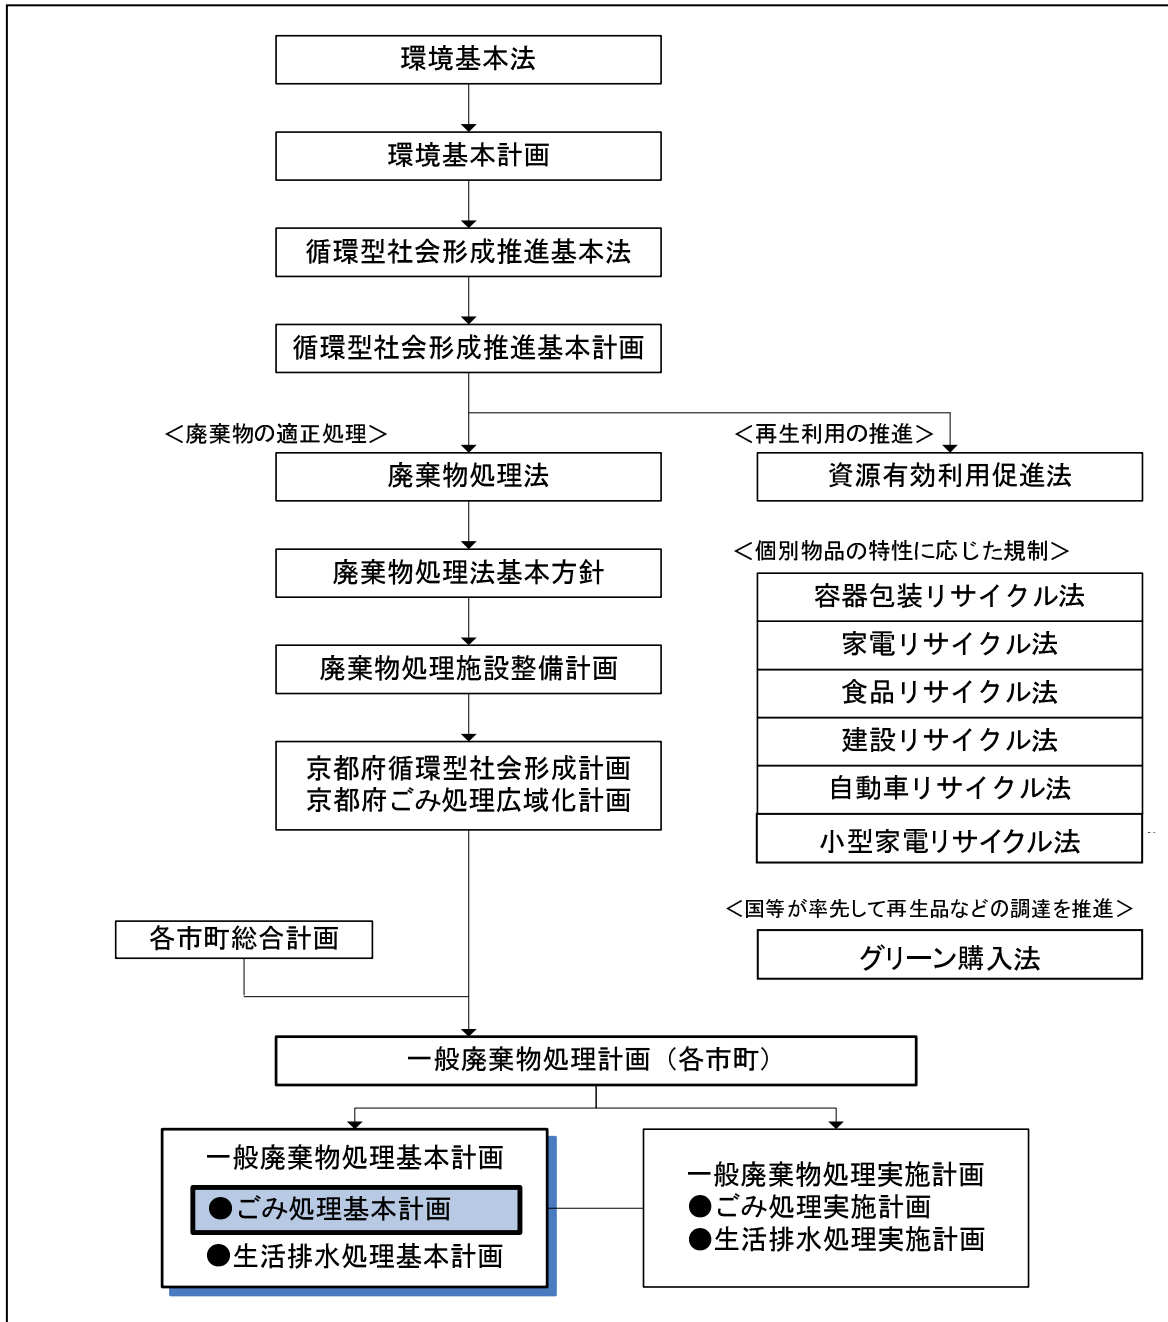 環境基本法
環境基本計画
循環型社会形成推進基本法
循環型社会形成推進基本計画
＜廃棄物の適正処理＞
廃棄物処理法
廃棄物処理法基本方針
廃棄物処理施設整備計画
京都府循環型社会形成計画
京都府ごみ処理広域化計画
＜再生利用の推進＞
資源有効利用促進法
＜個別物品の特性に応じた規制＞
容器包装リサイクル法
家電リサイクル法
食品リサイクル法
建設リサイクル法
自動車リサイクル法
小型家電リサイクル法
＜国等が率先して再生品などの調達を推進＞
グリーン購入法
各市町総合計画
一般廃棄物処理計画（各市町）
一般廃棄物処理基本計画
●ごみ処理基本計画
●生活排水処理基本計画
一般廃棄物処理実施計画
●ごみ処理実施計画
●生活排水処理実施計画